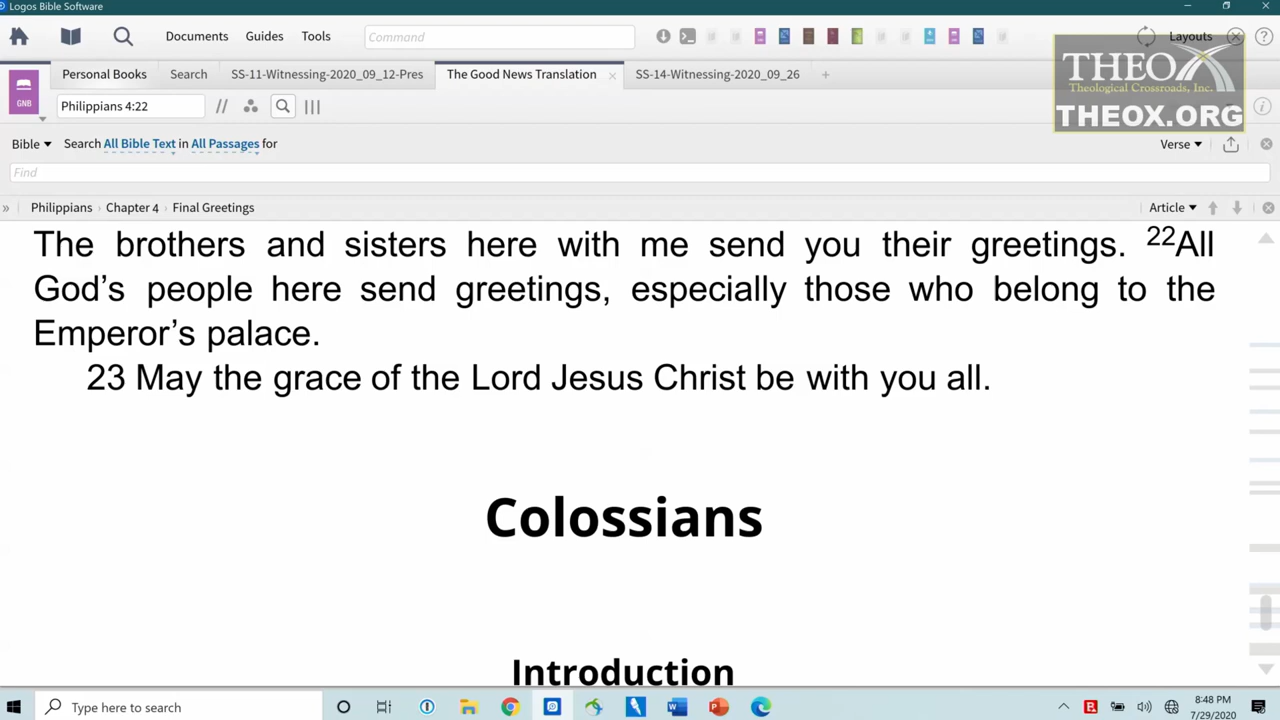 Logos Bible Software
Documents Guides Tools Command Layouts
THEOX
Theological Crossroads, Inc.
THEOX.ORG
Personal Books Search SS-11-Witnessing-2020_09_12-Pres The Good News Translation SS-14-Witnessing-2020_09_26
GNB
Philippians 4:22
Bible Search All Bible Text in All Passages for Verse
Find
Philippians Chapter 4 Final Greetings Article
The brothers and sisters here with me send you their greetings. 22All
God's people here send greetings, especially those who belong to the
Emperor's palace.
23 May the grace of the Lord Jesus Christ be with you all.
Colossians
Introduction
Type here to search
8:48 PM
7/29/2020